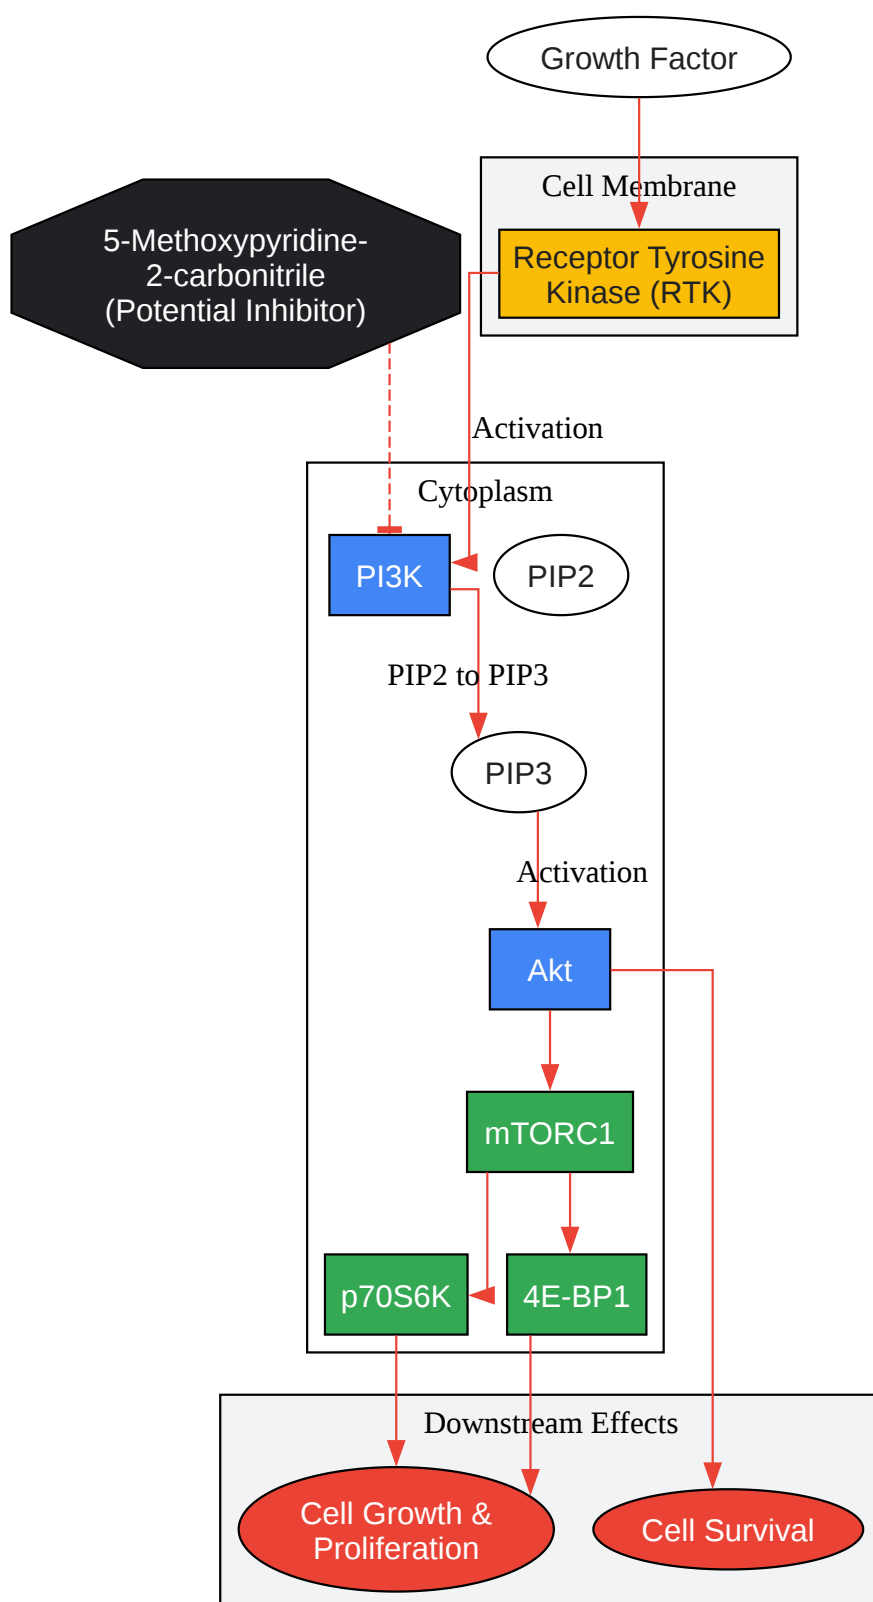 Growth Factor
Cell Membrane
5-Methoxypyridine-
2-carbonitrile
(Potential Inhibitor)
Receptor Tyrosine
Kinase (RTK)
Activation
Cytoplasm
PI3K
PIP2
PIP2 to PIP3
PIP3
Activation
Akt
mTORC1
p70S6K
4E-BP1
Downstream Effects
Cell Growth &
Proliferation
Cell Survival